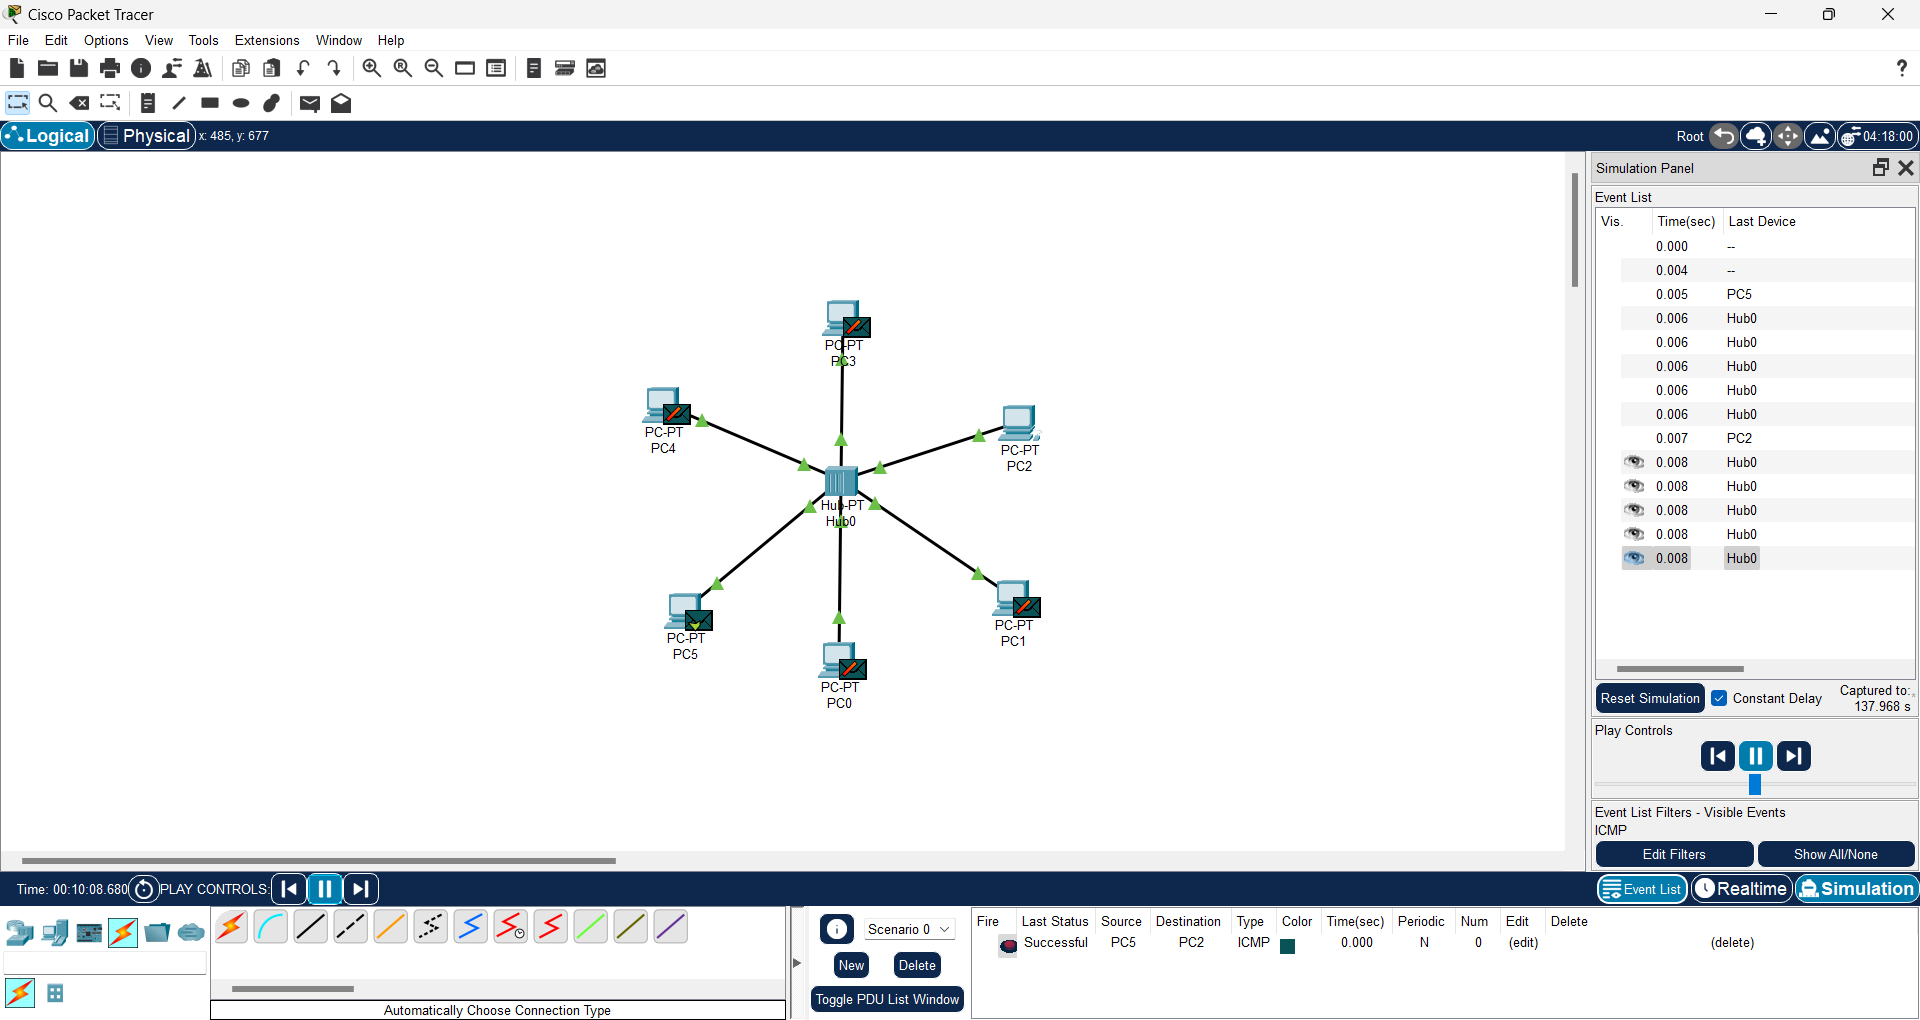 Cisco Packet Tracer
File Edit Options View Tools Extensions Window Help
?
Logical Physical x: 485, y: 677 Root 04:18:00
Simulation Panel
Event List
Vis. Time(sec) Last Device
0.000 --
0.004 --
0.005 PC5
0.006 Hub0
0.006 Hub0
0.006 Hub0
0.006 Hub0
0.006 Hub0
0.007 PC2
0.008 Hub0
0.008 Hub0
0.008 Hub0
0.008 Hub0
0.008 Hub0
PC-PT
PC3
PC-PT
PC4
PC-PT
PC2
Hub-PT
Hub0
PC-PT
PC1
PC-PT
PC5
PC-PT
PC0
Reset Simulation Constant Delay Captured to:
137.968 s
Play Controls
Event List Filters - Visible Events
ICMP
Edit Filters Show All/None
Time: 00:10:08.680 PLAY CONTROLS: Event List Realtime Simulation
Scenario 0
New Delete
Toggle PDU List Window
Fire Last Status Source Destination Type Color Time(sec) Periodic Num Edit Delete
Successful PC5 PC2 ICMP 0.000 N 0 (edit) (delete)
Automatically Choose Connection Type